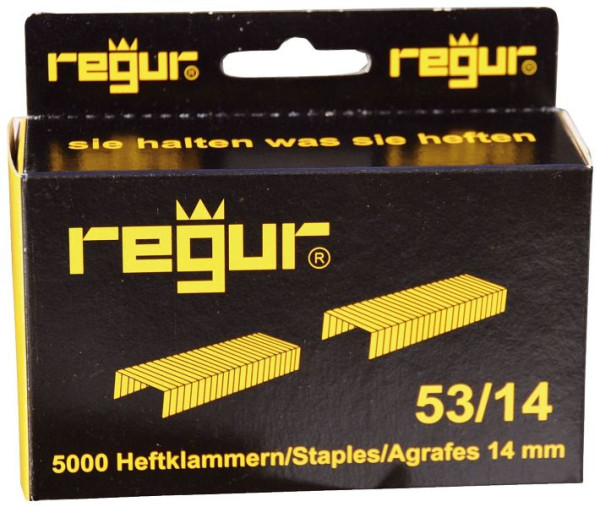 regur® regur®
sie halten was sie heften
regur®
53/14
5000 Heftklammern/Staples/Agrafes 14 mm